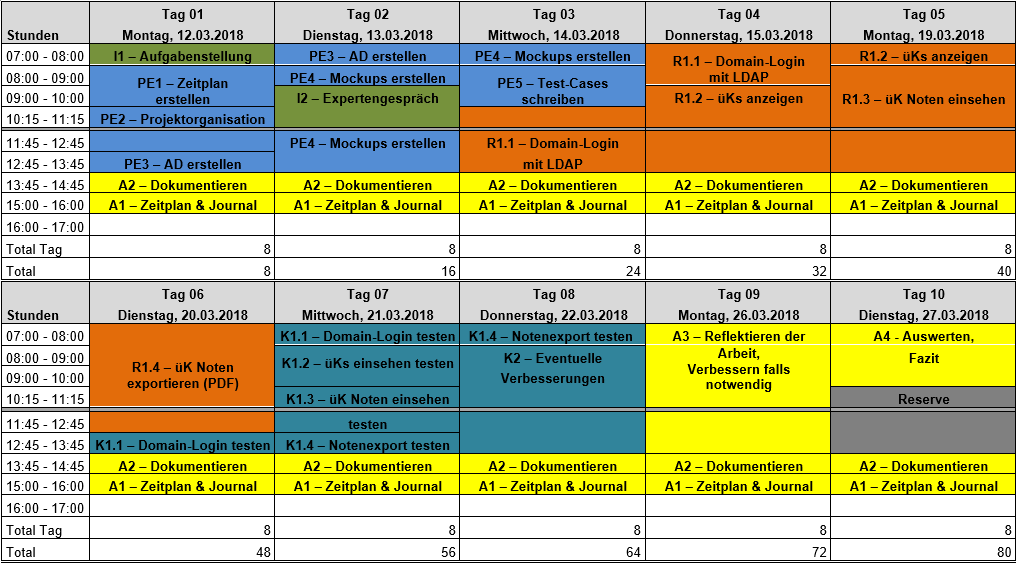 Tag 01 Tag 02 Tag 03 Tag 04 Tag 05
Stunden Montag, 12.03.2018 Dienstag, 13.03.2018 Mittwoch, 14.03.2018 Donnerstag, 15.03.2018 Montag, 19.03.2018
07:00 - 08:00 I1 – Aufgabenstellung PE3 – AD erstellen PE4 – Mockups erstellen R1.1 – Domain-Login R1.2 – üKs anzeigen
08:00 - 09:00 PE1 – Zeitplan PE4 – Mockups erstellen PE5 – Test-Cases mit LDAP
09:00 - 10:00 erstellen I2 – Expertengespräch schreiben R1.2 – üKs anzeigen R1.3 – üK Noten einsehen
10:15 - 11:15 PE2 – Projektorganisation
11:45 - 12:45 PE4 – Mockups erstellen R1.1 – Domain-Login
12:45 - 13:45 PE3 – AD erstellen mit LDAP
13:45 - 14:45 A2 – Dokumentieren A2 – Dokumentieren A2 – Dokumentieren A2 – Dokumentieren A2 – Dokumentieren
15:00 - 16:00 A1 – Zeitplan & Journal A1 – Zeitplan & Journal A1 – Zeitplan & Journal A1 – Zeitplan & Journal A1 – Zeitplan & Journal
16:00 - 17:00
Total Tag 8 8 8 8 8
Total 8 16 24 32 40
Tag 06 Tag 07 Tag 08 Tag 09 Tag 10
Stunden Dienstag, 20.03.2018 Mittwoch, 21.03.2018 Donnerstag, 22.03.2018 Montag, 26.03.2018 Dienstag, 27.03.2018
07:00 - 08:00 K1.1 – Domain-Login testen K1.4 – Notenexport testen A3 – Reflektieren der A4 - Auswerten,
08:00 - 09:00 R1.4 – üK Noten K1.2 – üKs einsehen testen K2 – Eventuelle Arbeit, Fazit
09:00 - 10:00 exportieren (PDF) Verbesserungen Verbessern falls
10:15 - 11:15 K1.3 – üK Noten einsehen notwendig Reserve
11:45 - 12:45 testen
12:45 - 13:45 K1.1 – Domain-Login testen K1.4 – Notenexport testen
13:45 - 14:45 A2 – Dokumentieren A2 – Dokumentieren A2 – Dokumentieren A2 – Dokumentieren A2 – Dokumentieren
15:00 - 16:00 A1 – Zeitplan & Journal A1 – Zeitplan & Journal A1 – Zeitplan & Journal A1 – Zeitplan & Journal A1 – Zeitplan & Journal
16:00 - 17:00
Total Tag 8 8 8 8 8
Total 48 56 64 72 80